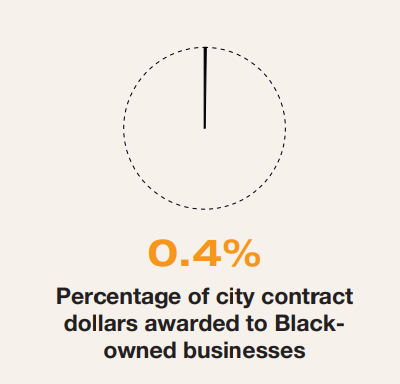 0.4%
Percentage of city contract
dollars awarded to Black-
owned businesses